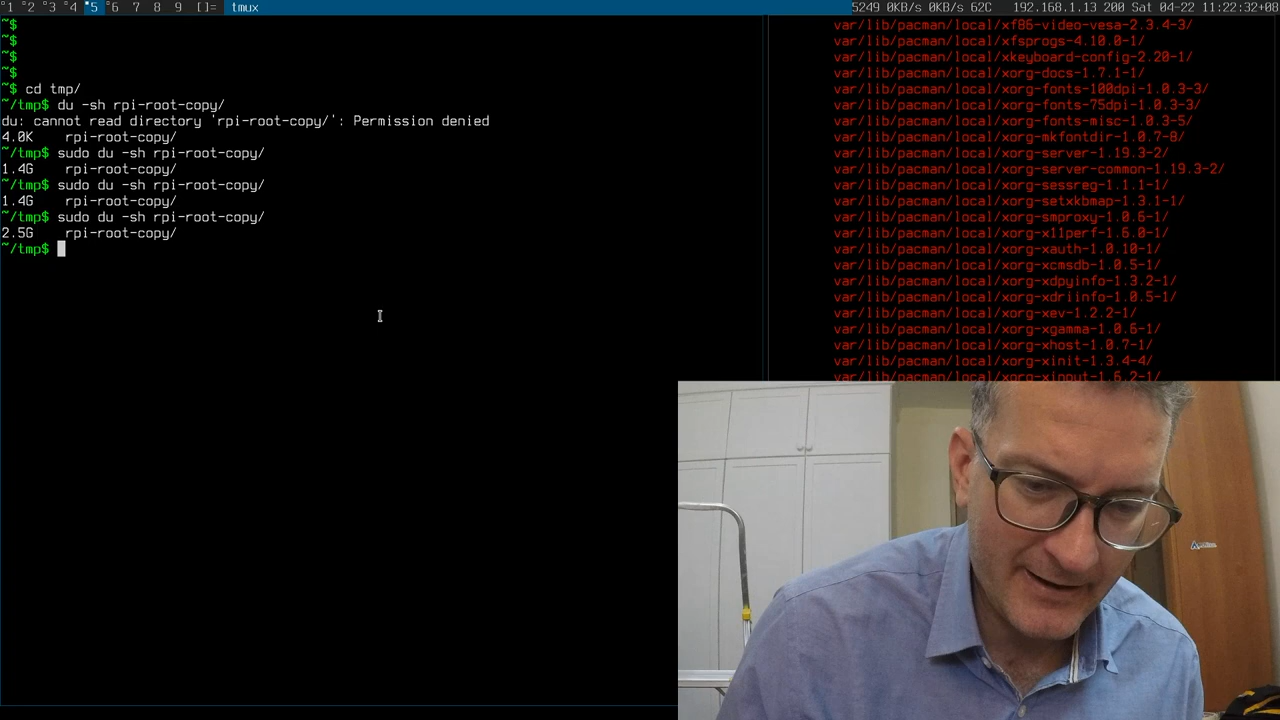 1 2 3 4 5 6 7 8 9 []= tmux 5249 0KB/s 0KB/s 62C 192.168.1.13 200 Sat 04-22 11:22:32+08
~$
~$
~$
~$
~$ cd tmp/
~/tmp$ du -sh rpi-root-copy/
du: cannot read directory 'rpi-root-copy/': Permission denied
4.0K rpi-root-copy/
~/tmp$ sudo du -sh rpi-root-copy/
1.4G rpi-root-copy/
~/tmp$ sudo du -sh rpi-root-copy/
1.4G rpi-root-copy/
~/tmp$ sudo du -sh rpi-root-copy/
2.5G rpi-root-copy/
~/tmp$
var/lib/pacman/local/xf86-video-vesa-2.3.4-3/
var/lib/pacman/local/xfsprogs-4.10.0-1/
var/lib/pacman/local/xkeyboard-config-2.20-1/
var/lib/pacman/local/xorg-docs-1.7.1-1/
var/lib/pacman/local/xorg-fonts-100dpi-1.0.3-3/
var/lib/pacman/local/xorg-fonts-75dpi-1.0.3-3/
var/lib/pacman/local/xorg-fonts-misc-1.0.3-5/
var/lib/pacman/local/xorg-mkfontdir-1.0.7-8/
var/lib/pacman/local/xorg-server-1.19.3-2/
var/lib/pacman/local/xorg-server-common-1.19.3-2/
var/lib/pacman/local/xorg-sessreg-1.1.1-1/
var/lib/pacman/local/xorg-setxkbmap-1.3.1-1/
var/lib/pacman/local/xorg-smproxy-1.0.6-1/
var/lib/pacman/local/xorg-x11perf-1.6.0-1/
var/lib/pacman/local/xorg-xauth-1.0.10-1/
var/lib/pacman/local/xorg-xcmsdb-1.0.5-1/
var/lib/pacman/local/xorg-xdpyinfo-1.3.2-1/
var/lib/pacman/local/xorg-xdriinfo-1.0.5-1/
var/lib/pacman/local/xorg-xev-1.2.2-1/
var/lib/pacman/local/xorg-xgamma-1.0.6-1/
var/lib/pacman/local/xorg-xhost-1.0.7-1/
var/lib/pacman/local/xorg-xinit-1.3.4-4/
var/lib/pacman/local/xorg-xinput-1.6.2-1/